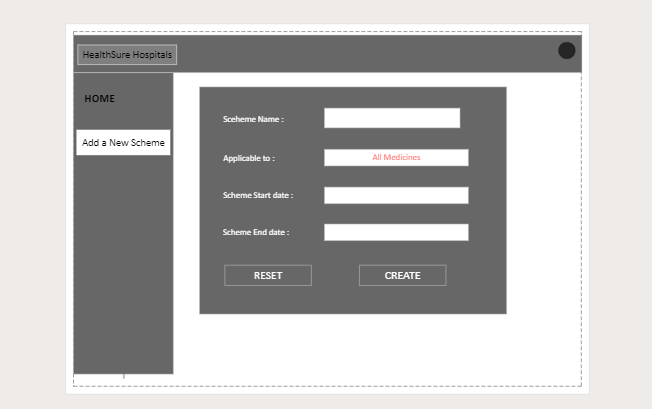 HealthSure Hospitals
HOME
Add a New Scheme
Sceheme Name :
Applicable to :
All Medicines
Scheme Start date :
Scheme End date :
RESET
CREATE